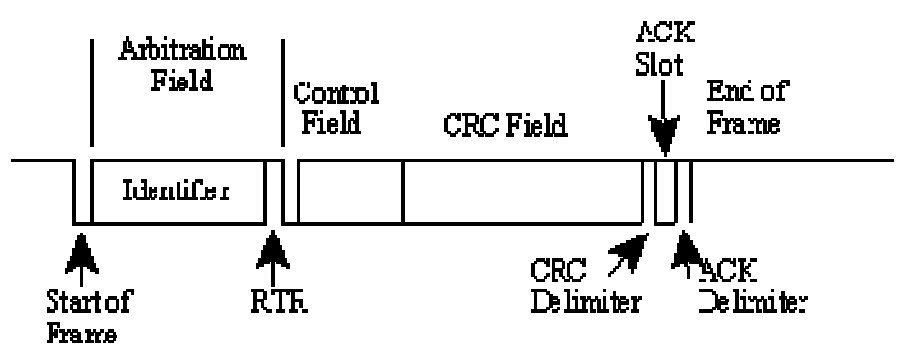 Arbitration
Field
ACK
Slot
Control
Field
CRC Field
End of
Frame
Identifier
Start of
Frame
RTR
CRC
Delimiter
ACK
Delimiter